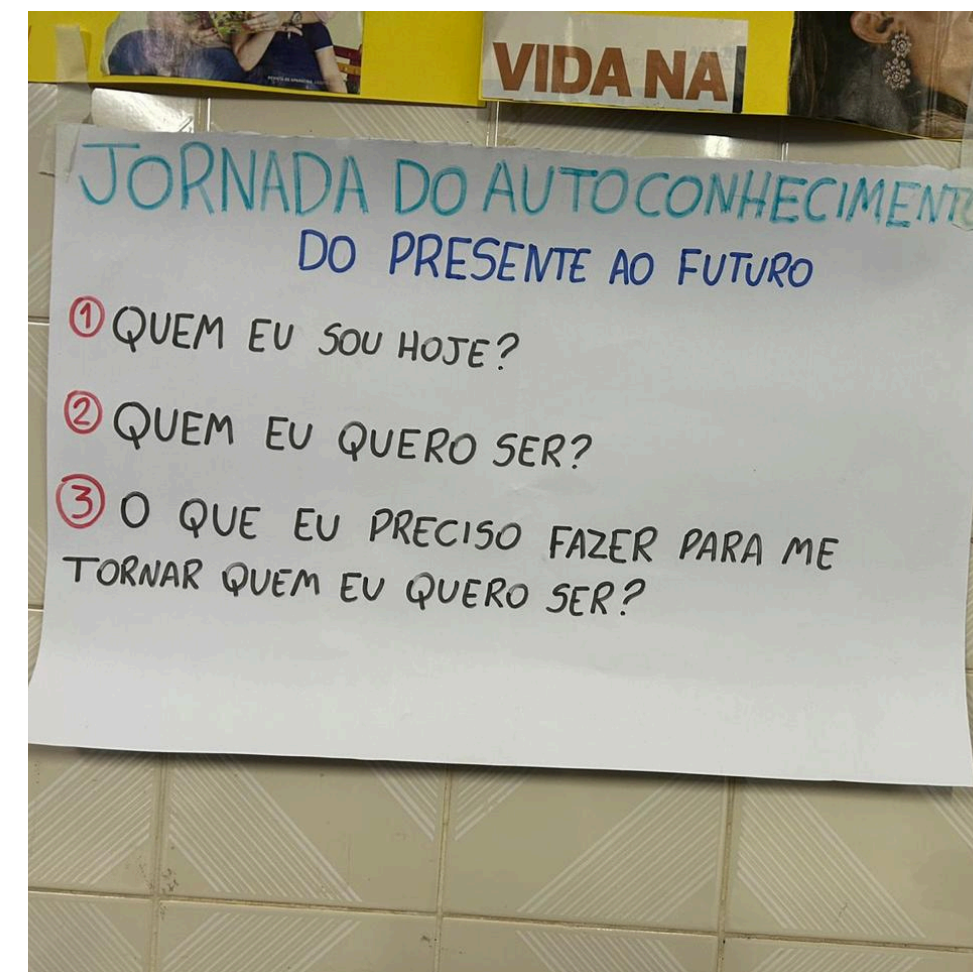 VIDA NA
JORNADA DO AUTOCONHECIMENTO
DO PRESENTE AO FUTURO
1 QUEM EU SOU HOJE?
2 QUEM EU QUERO SER?
3 O QUE EU PRECISO FAZER PARA ME
TORNAR QUEM EU QUERO SER?